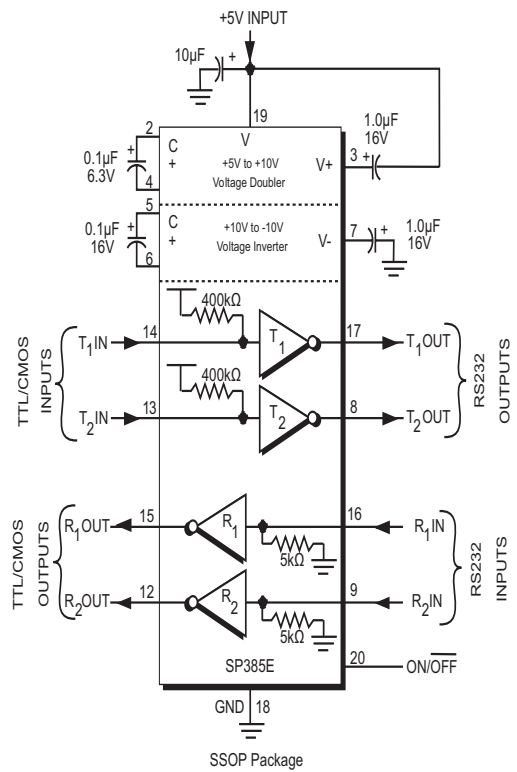 +5V INPUT
10µF
+
19
V
2
C
+
+
0.1µF
6.3V
4
+5V to +10V
Voltage Doubler
V+
3
+
1.0µF
16V
5
C
+
+
0.1µF
16V
6
+10V to -10V
Voltage Inverter
V-
7
+
1.0µF
16V
400kΩ
TTL/CMOS
INPUTS
T1IN
14
T1
17
T1OUT
400kΩ
T2IN
13
T2
8
T2OUT
RS232
OUTPUTS
TTL/CMOS
OUTPUTS
R1OUT
15
R1
16
R1IN
5kΩ
R2OUT
12
R2
9
R2IN
5kΩ
RS232
INPUTS
SP385E
20
ON/OFF
GND
18
SSOP Package